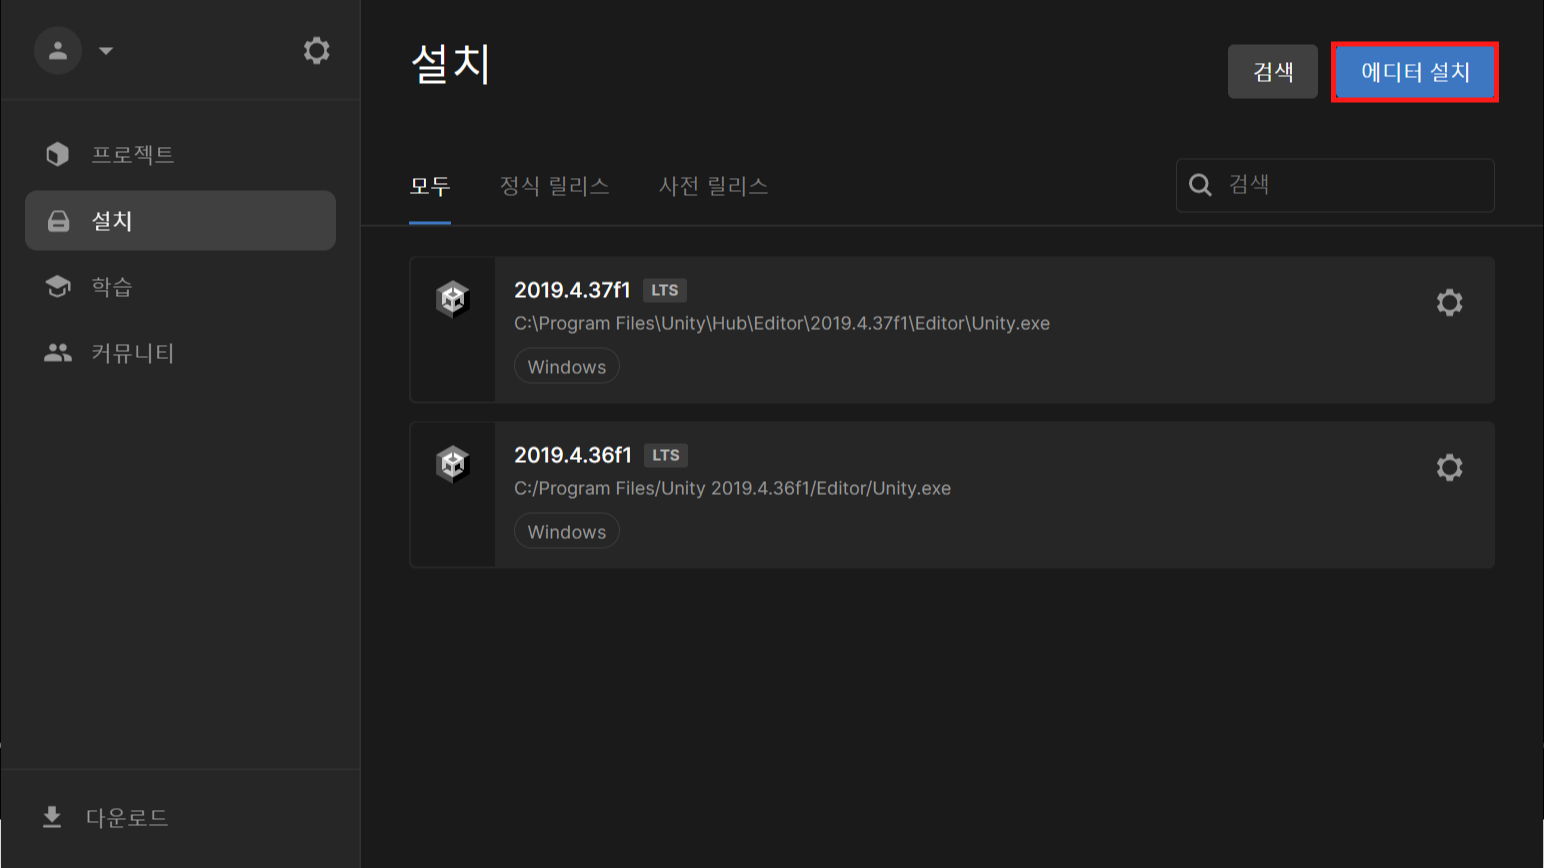 프로젝트
설치
학습
커뮤니티
다운로드
설치
검색
에디터 설치
모두
정식 릴리스
사전 릴리스
검색
2019.4.37f1 LTS
C:\Program Files\Unity\Hub\Editor\2019.4.37f1\Editor\Unity.exe
Windows
2019.4.36f1 LTS
C:/Program Files/Unity 2019.4.36f1/Editor/Unity.exe
Windows